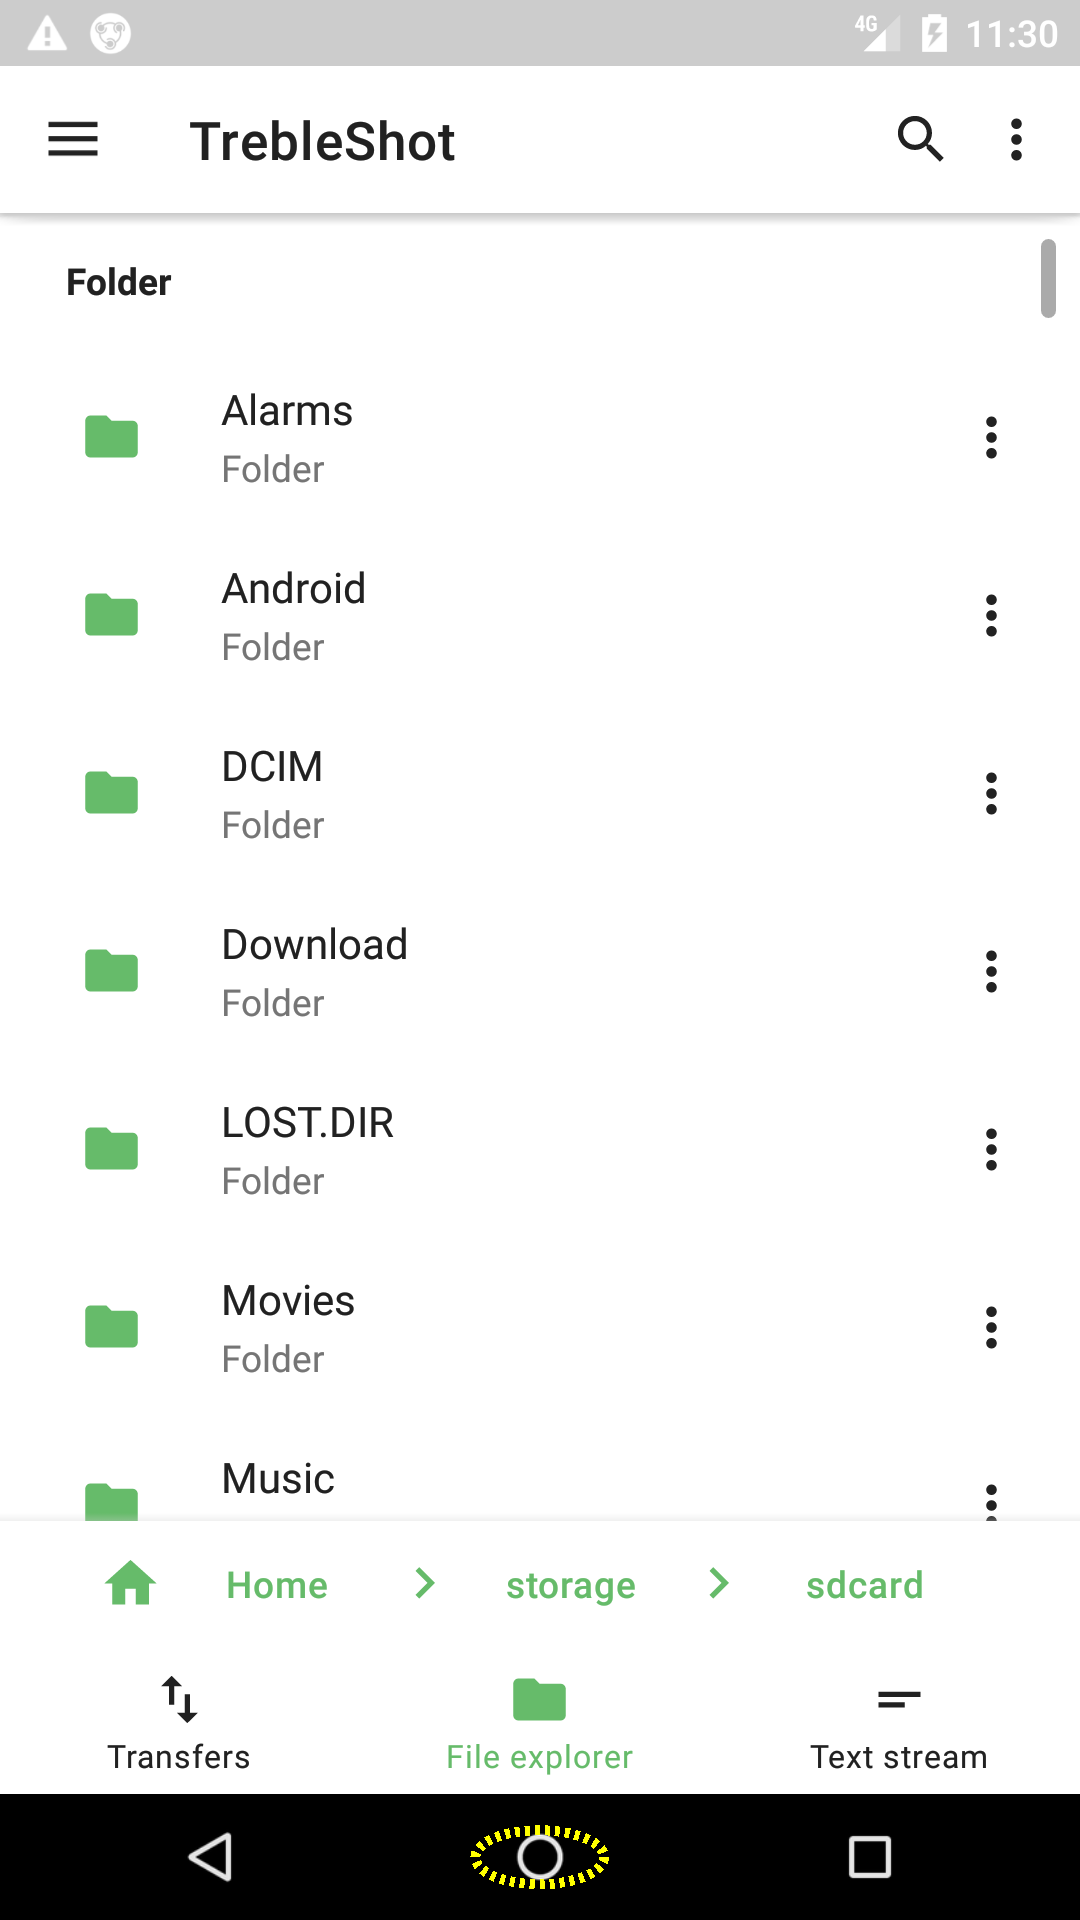 4G 11:30
TrebleShot
Folder
Alarms
Folder
Android
Folder
DCIM
Folder
Download
Folder
LOST.DIR
Folder
Movies
Folder
Music
Home > storage > sdcard
Transfers File explorer Text stream